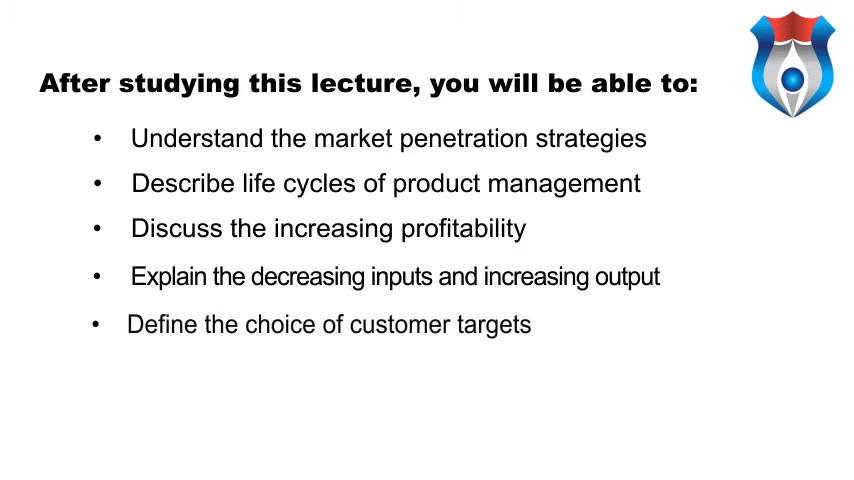 After studying this lecture, you will be able to:
• Understand the market penetration strategies
• Describe life cycles of product management
• Discuss the increasing profitability
• Explain the decreasing inputs and increasing output
• Define the choice of customer targets